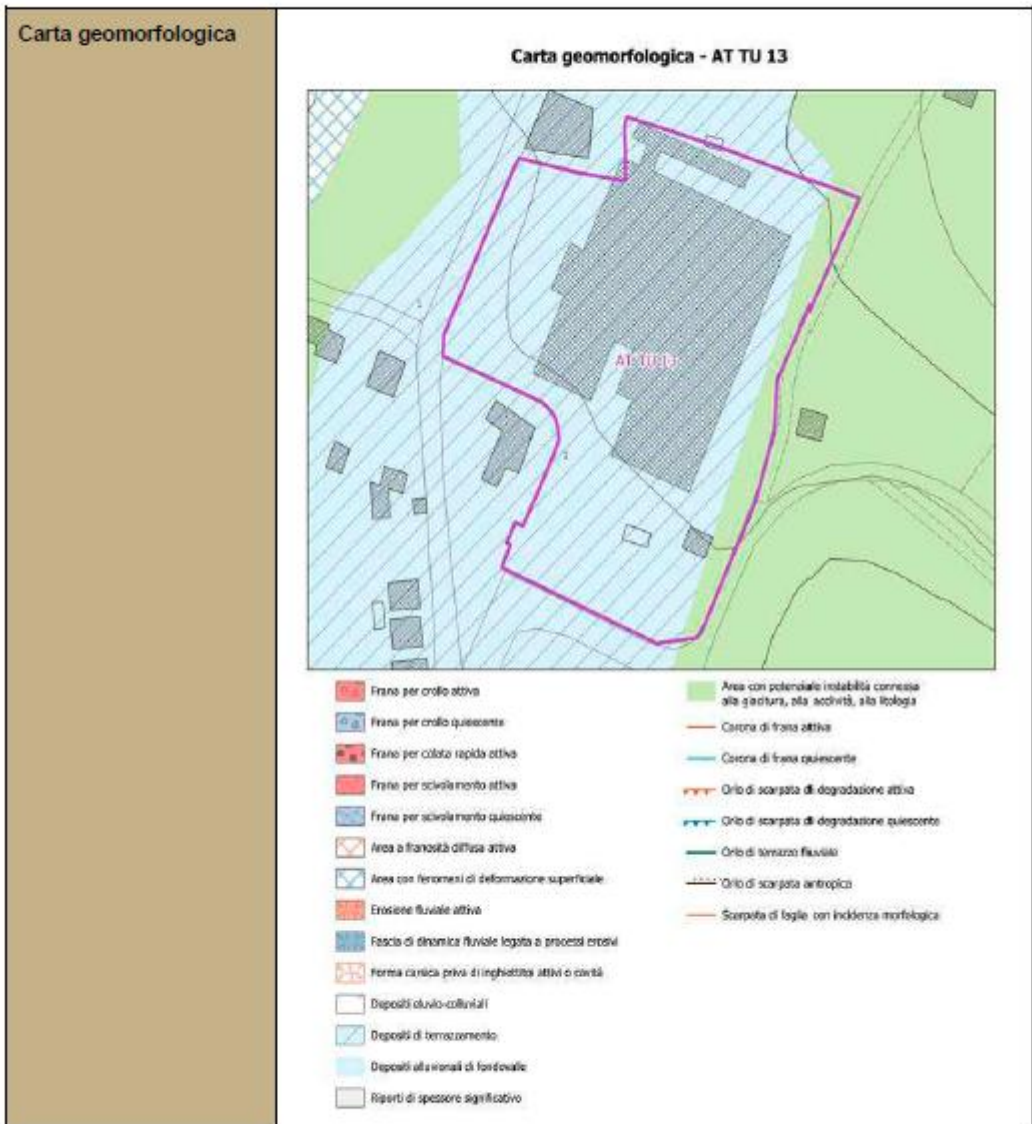 Carta geomorfologica
Carta geomorfologica - AT TU 13
AT TU 13
Frana per crollo attiva
Frana per crollo quiescente
Frana per colata rapida attiva
Frana per scivolamento attiva
Frana per scivolamento quiescente
Area a franosità diffusa attiva
Area con fenomeni di deformazione superficiale
Erosione fluviale attiva
Fascia di dinamica fluviale legata a processi erosivi
Forma carsica priva di inghiottitoi attivi o cavità
Depositi eluvio-colluviali
Depositi di terrazzamento
Depositi alluvionali di fondovalle
Riporti di spessore significativo
Area con potenziale instabilità connessa
alla giacitura, alla acclività, alla litologia
Corona di frana attiva
Corona di frana quiescente
Orlo di scarpata di degradazione attiva
Orlo di scarpata di degradazione quiescente
Orlo di terrazzo fluviale
Orlo di scarpata antropica
Scarpata di faglia con incidenza morfologica